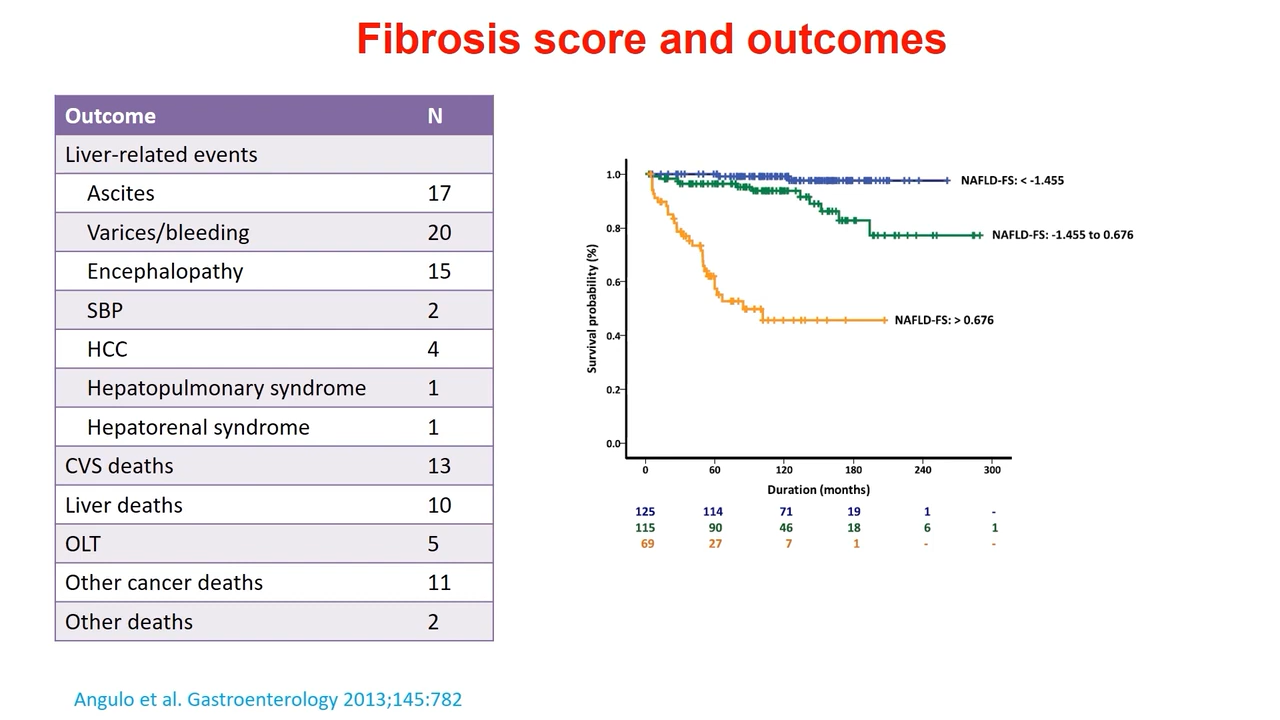 Fibrosis score and outcomes
Outcome N
Liver-related events
Ascites 17
Varices/bleeding 20
Encephalopathy 15
SBP 2
HCC 4
Hepatopulmonary syndrome 1
Hepatorenal syndrome 1
CVS deaths 13
Liver deaths 10
OLT 5
Other cancer deaths 11
Other deaths 2
Survival probability (%)
1.0
0.8
0.6
0.4
0.2
0.0
NAFLD-FS: < -1.455
NAFLD-FS: -1.455 to 0.676
NAFLD-FS: > 0.676
0 60 120 180 240 300
Duration (months)
125 114 71 19 1 -
115 90 46 18 6 1
69 27 7 1 - -
Angulo et al. Gastroenterology 2013;145:782